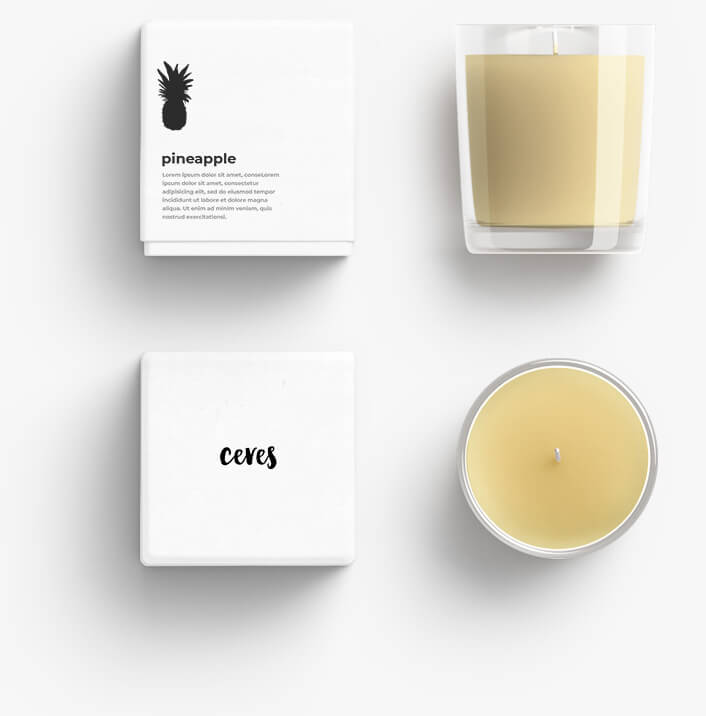 pineapple
Lorem ipsum dolor sit amet, conseLorem
ipsum dolor sit amet, consectetur
adipisicing elit, sed do eiusmod tempor
incididunt ut labore et dolore magna
aliqua. Ut enim ad minim veniam, quis
nostrud exercitationsi.
ceres